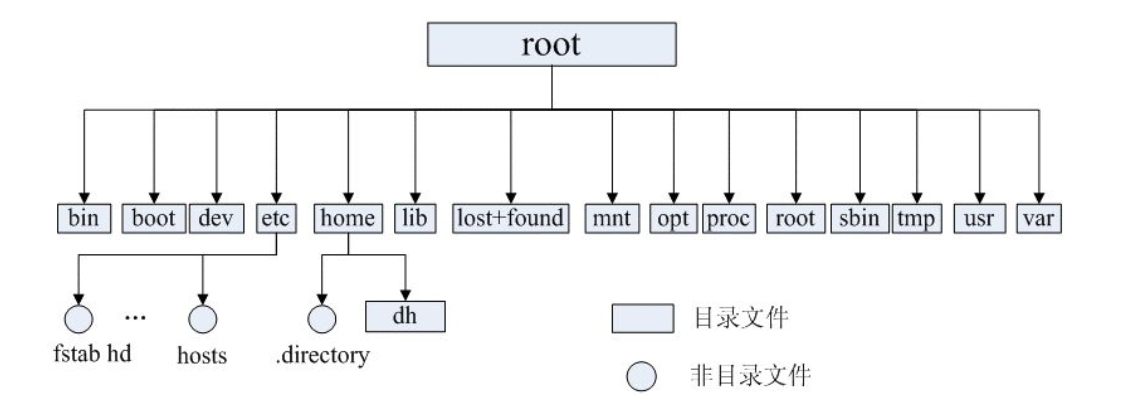 root
bin boot dev etc home lib lost+found mnt opt proc root sbin tmp usr var
... dh 目录文件
fstab hd hosts .directory 非目录文件